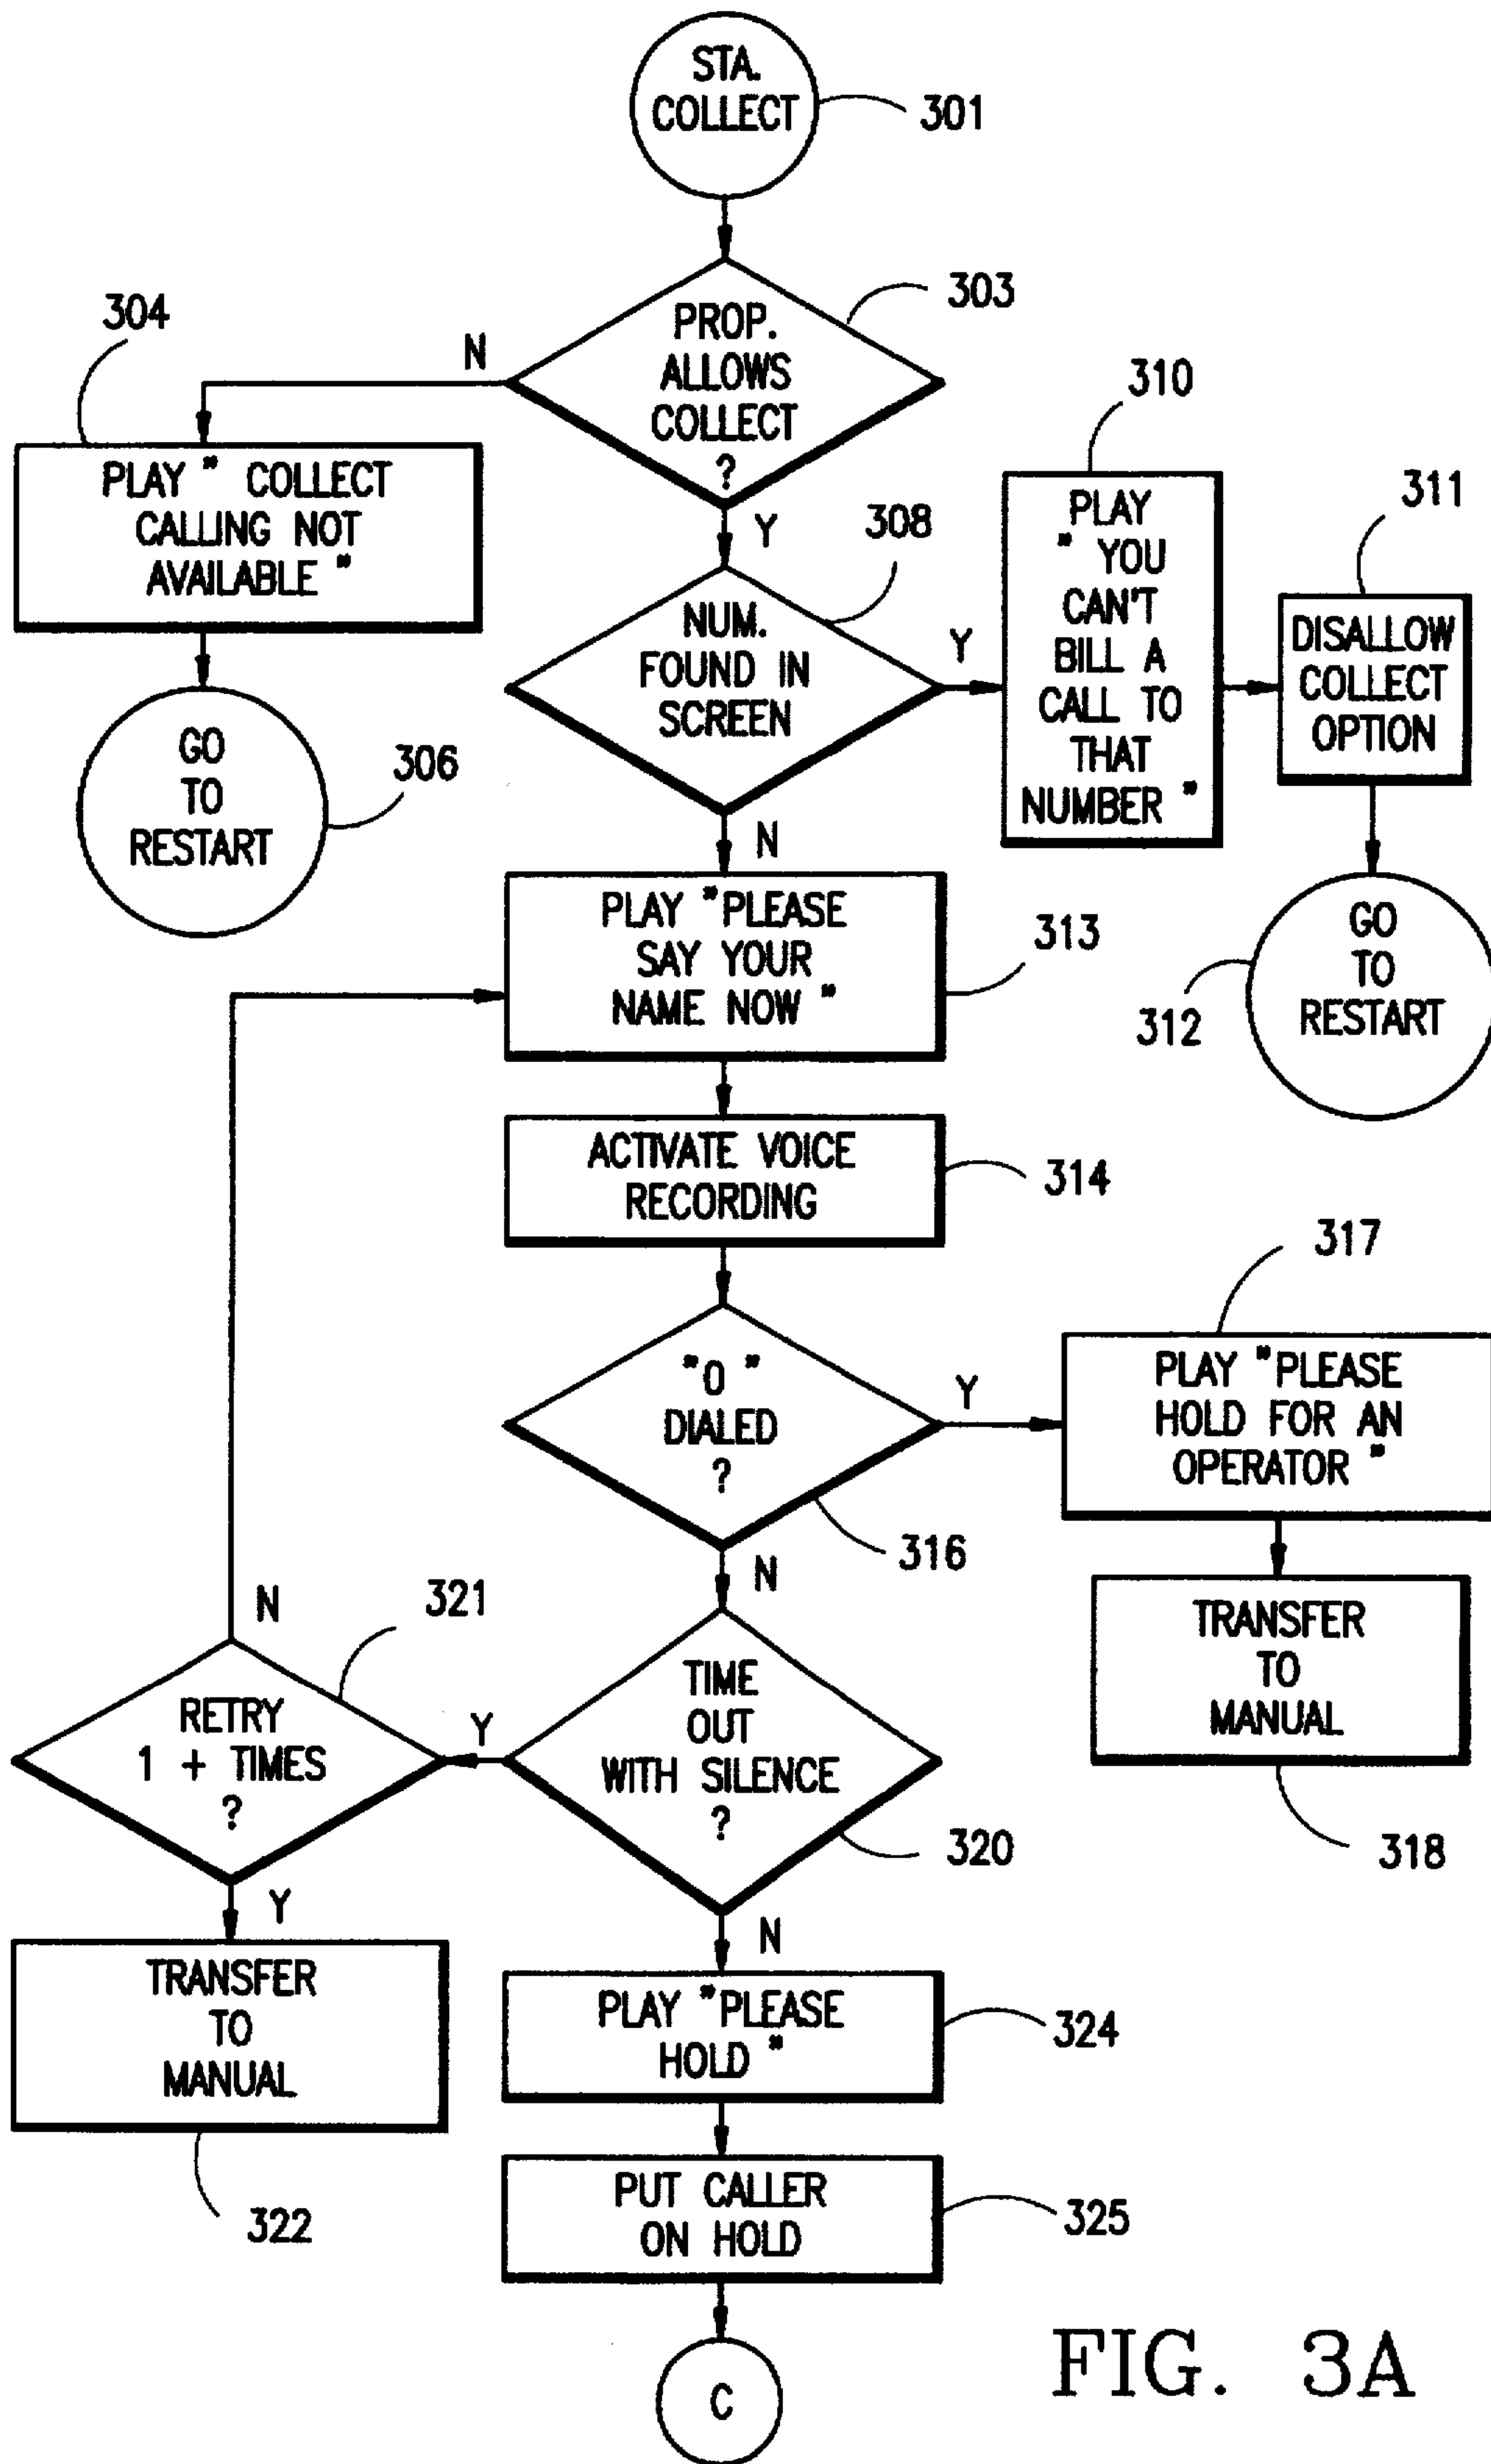 STA.
COLLECT
301
303
PROP.
ALLOWS
COLLECT
?
N
304
PLAY " COLLECT
CALLING NOT
AVAILABLE "
GO
TO
RESTART
306
Y
308
NUM.
FOUND IN
SCREEN
Y
310
PLAY
" YOU
CAN'T
BILL A
CALL TO
THAT
NUMBER "
311
DISALLOW
COLLECT
OPTION
GO
TO
RESTART
312
N
PLAY "PLEASE
SAY YOUR
NAME NOW "
313
ACTIVATE VOICE
RECORDING
314
"0 "
DIALED
?
316
Y
317
PLAY "PLEASE
HOLD FOR AN
OPERATOR "
TRANSFER
TO
MANUAL
318
N
TIME
OUT
WITH SILENCE
?
320
Y
321
RETRY
1 + TIMES
?
N
Y
TRANSFER
TO
MANUAL
322
N
PLAY "PLEASE
HOLD "
324
PUT CALLER
ON HOLD
325
C
FIG. 3A